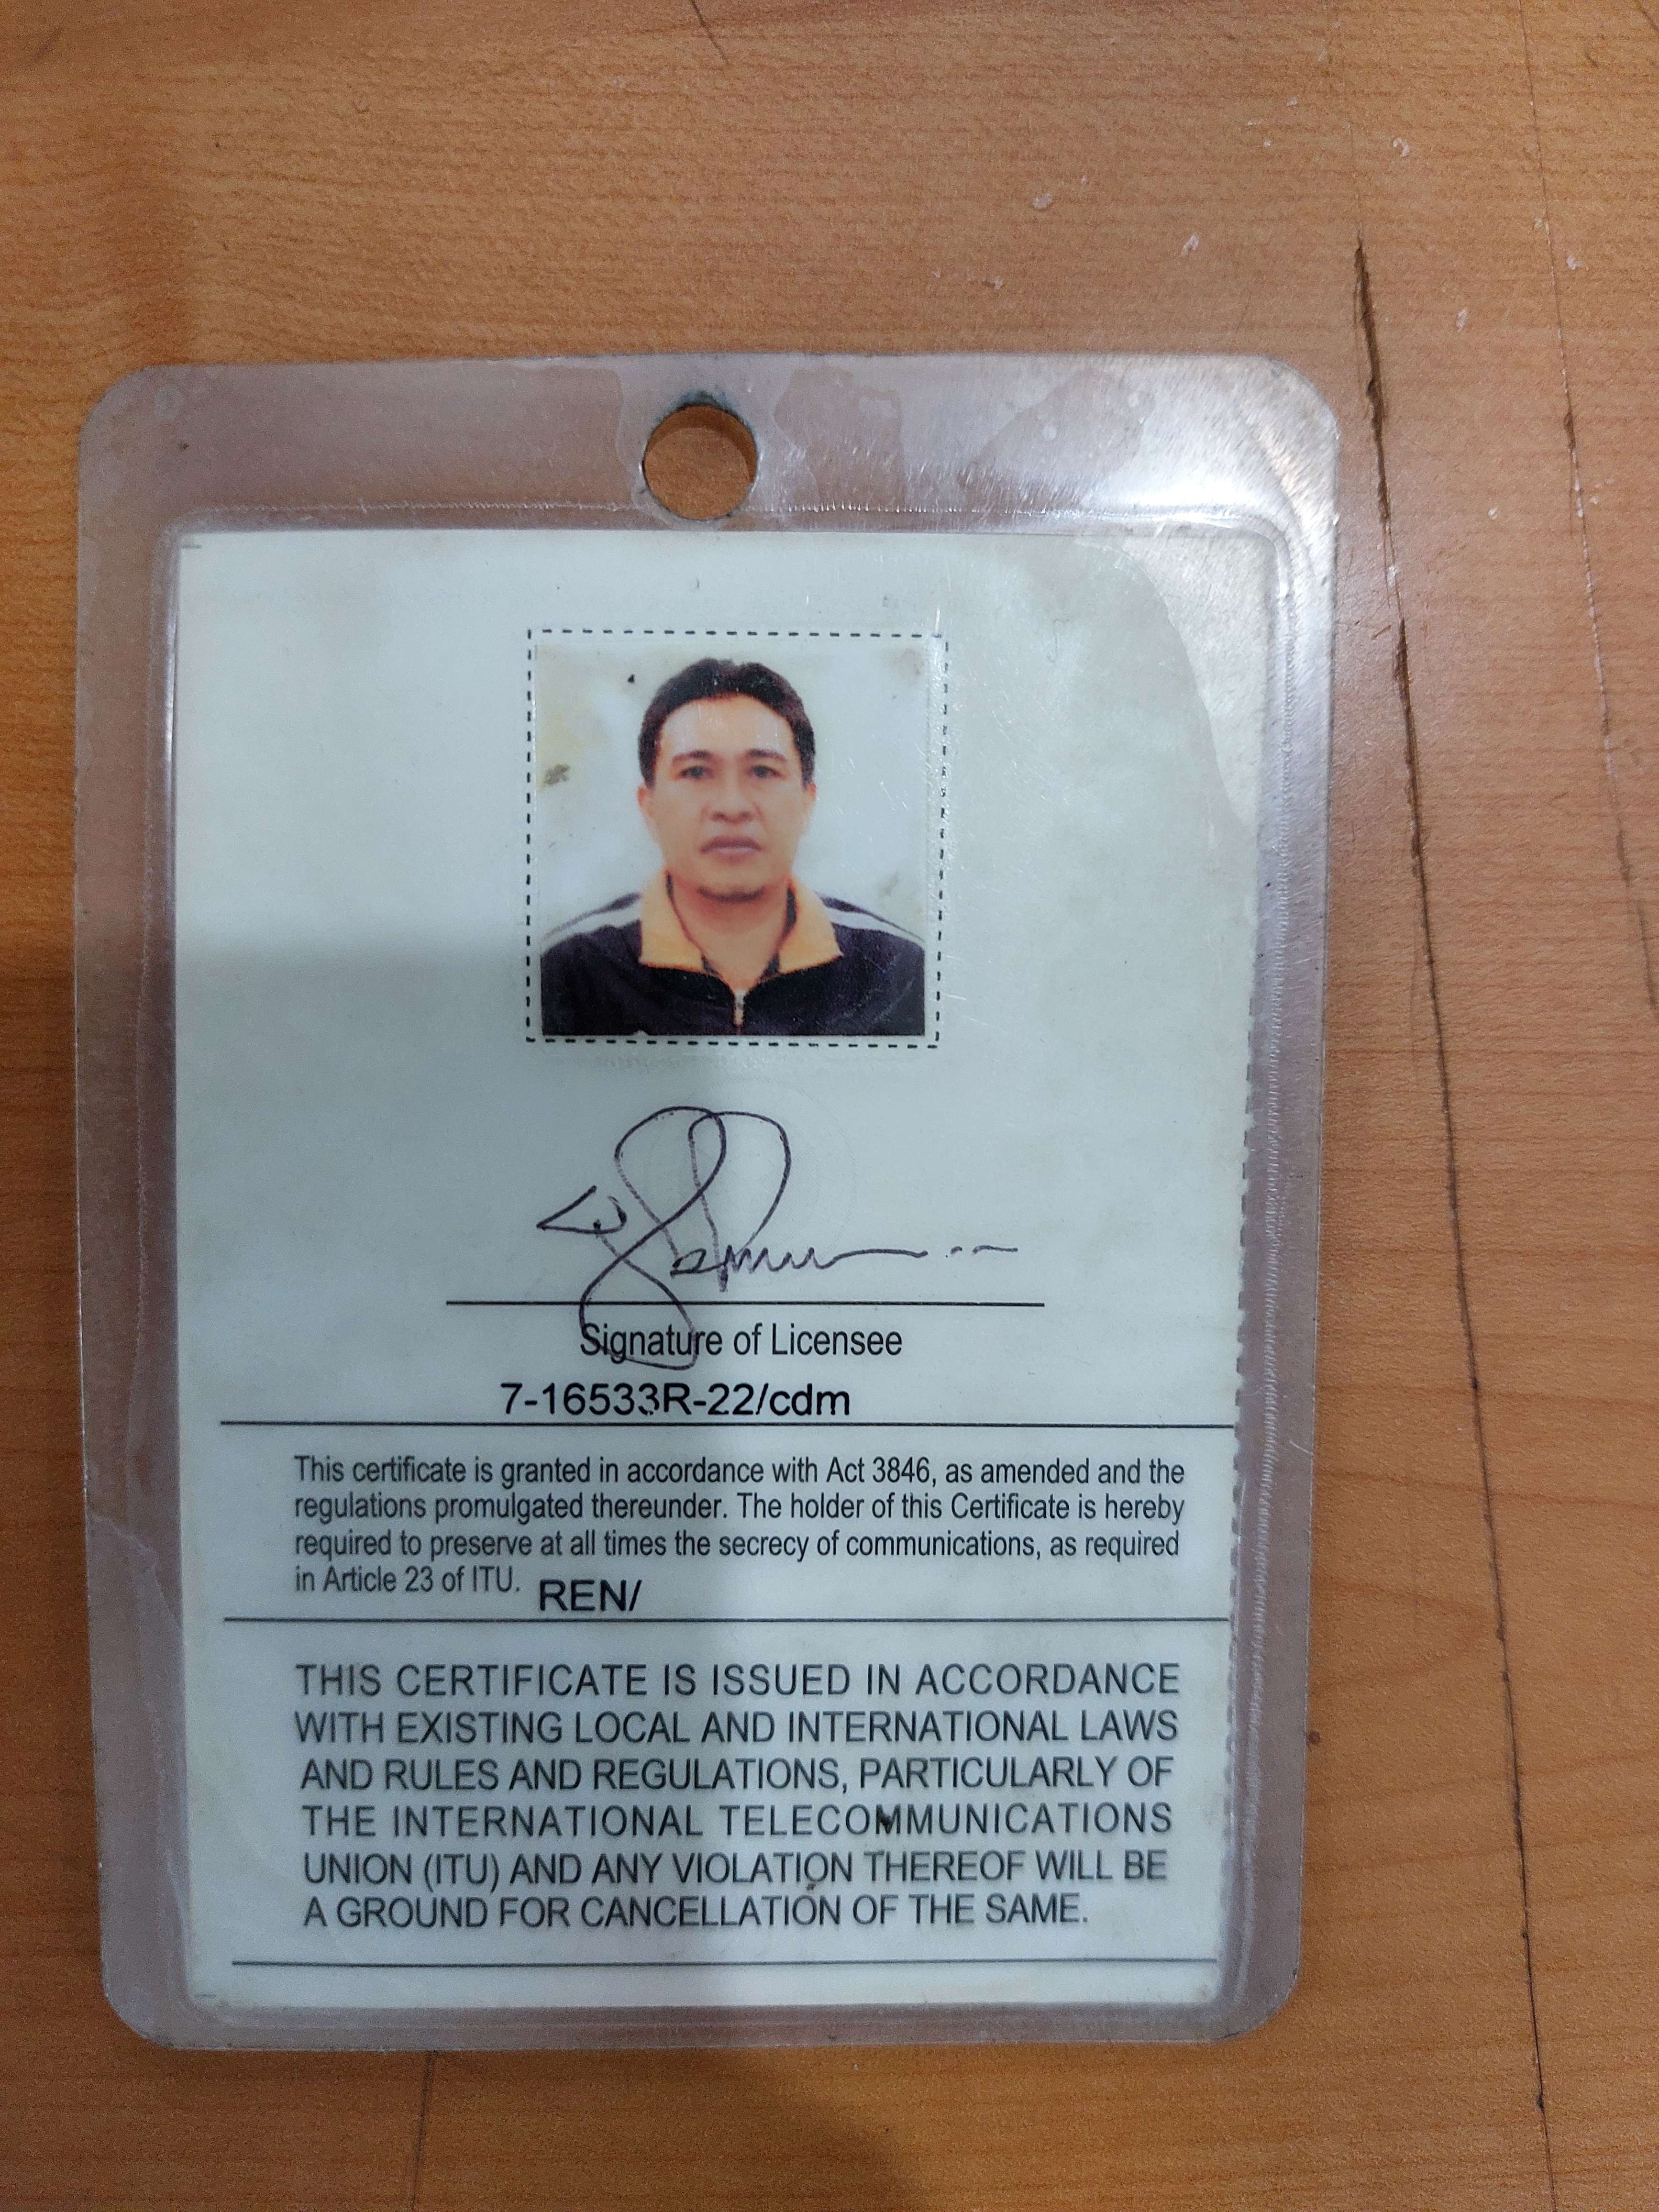 Signature of Licensee
7-16533R-22/cdm
This certificate is granted in accordance with Act 3846, as amended and the
regulations promulgated thereunder. The holder of this Certificate is hereby
required to preserve at all times the secrecy of communications, as required
in Article 23 of ITU.
REN/
THIS CERTIFICATE IS ISSUED IN ACCORDANCE
WITH EXISTING LOCAL AND INTERNATIONAL LAWS
AND RULES AND REGULATIONS, PARTICULARLY OF
THE INTERNATIONAL TELECOMMUNICATIONS
UNION (ITU) AND ANY VIOLATION THEREOF WILL BE
A GROUND FOR CANCELLATION OF THE SAME.